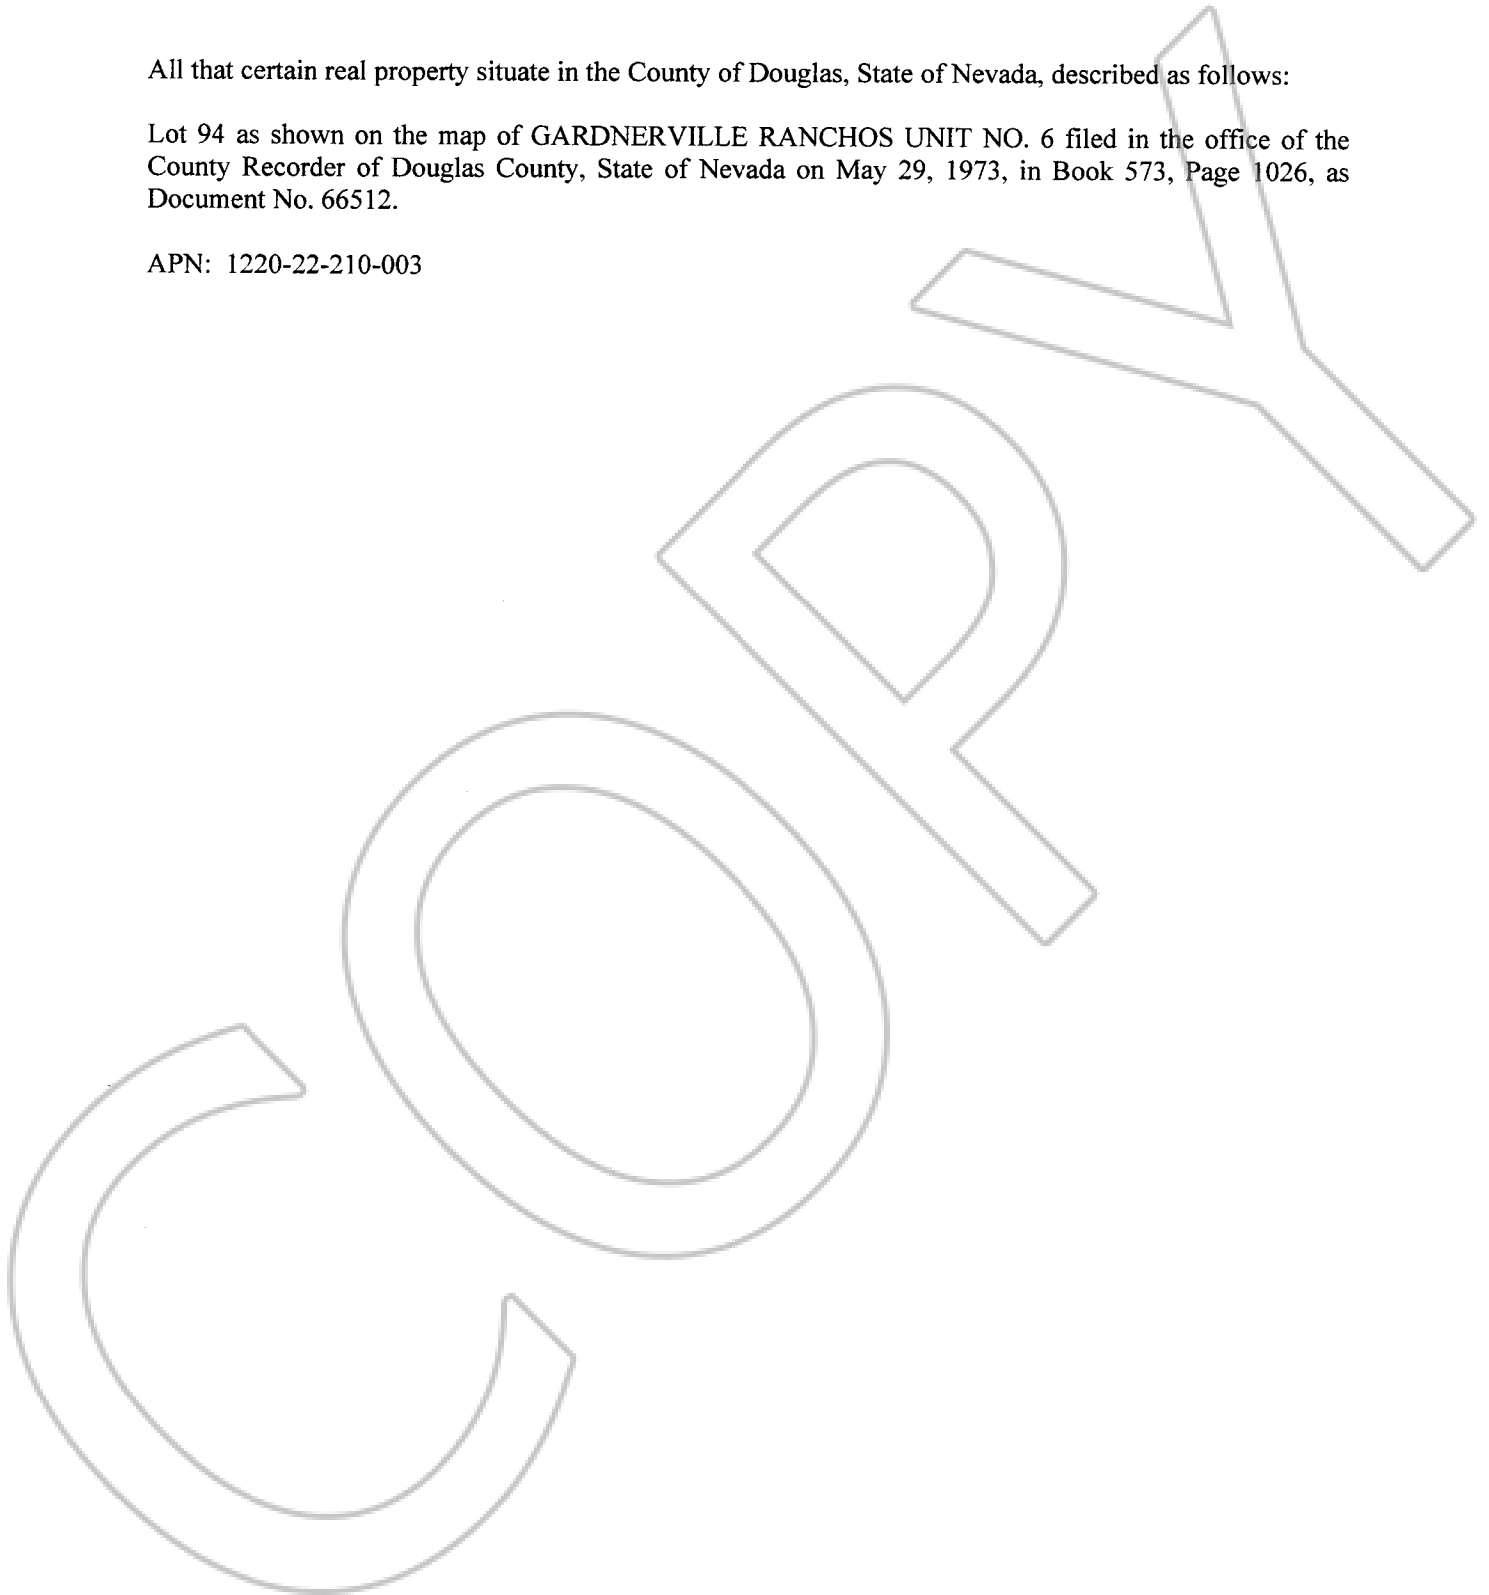 All that certain real property situate in the County of Douglas, State of Nevada, described as follows:
Lot 94 as shown on the map of GARDNERVILLE RANCHOS UNIT NO. 6 filed in the office of the
County Recorder of Douglas County, State of Nevada on May 29, 1973, in Book 573, Page 1026, as
Document No. 66512.
APN: 1220-22-210-003
COPY